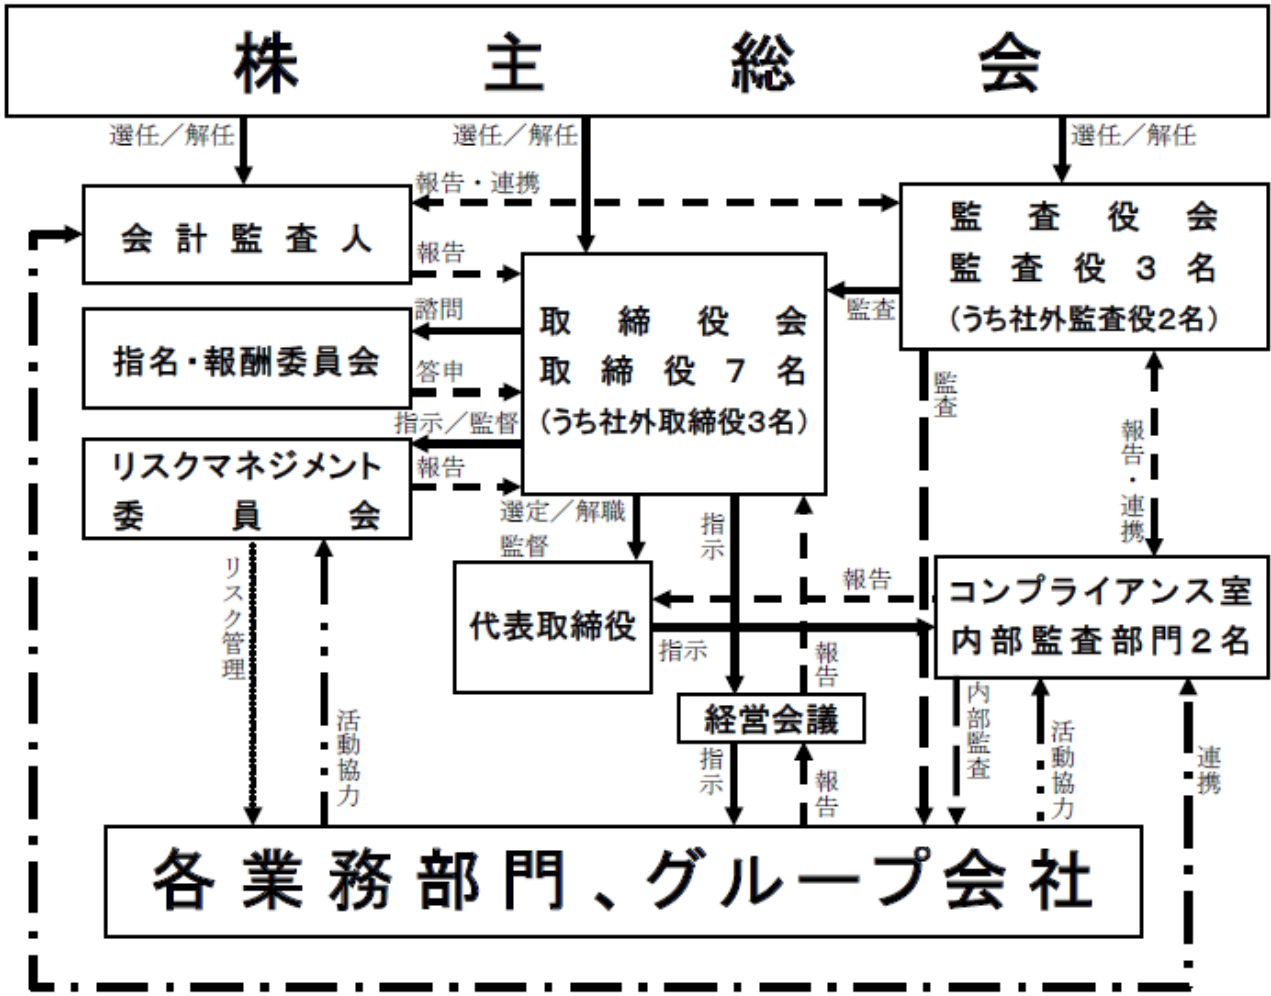 株主総会
選任／解任
選任／解任
選任／解任
会計監査人
報告・連携
監査役会
監査役３名
(うち社外監査役2名)
報告
諮問
指名・報酬委員会
答申
指示／監督
取締役会
取締役７名
(うち社外取締役3名)
監査
監査
リスクマネジメント
委員会
報告
選定／解職
監督
指示
報告・連携
代表取締役
報告
指示
コンプライアンス室
内部監査部門２名
リスク管理
活動協力
報告
経営会議
指示
報告
内部監査
活動協力
連携
各業務部門、グループ会社